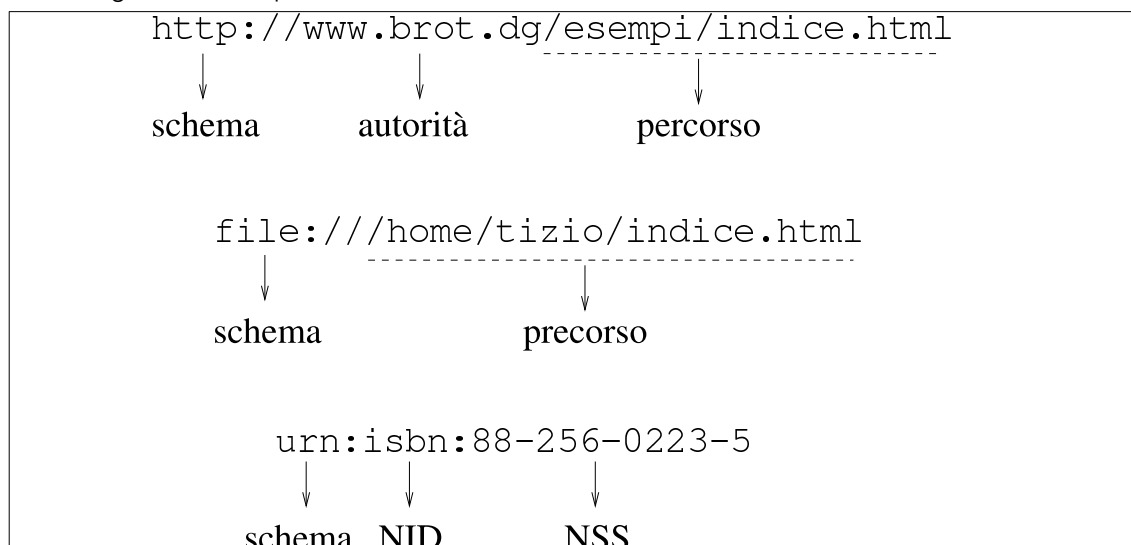 http://www.brot.dg/esempi/indice.html
schema autorità percorso
file:///home/tizio/indice.html
schema precorso
urn:isbn:88-256-0223-5
schema NID NSS